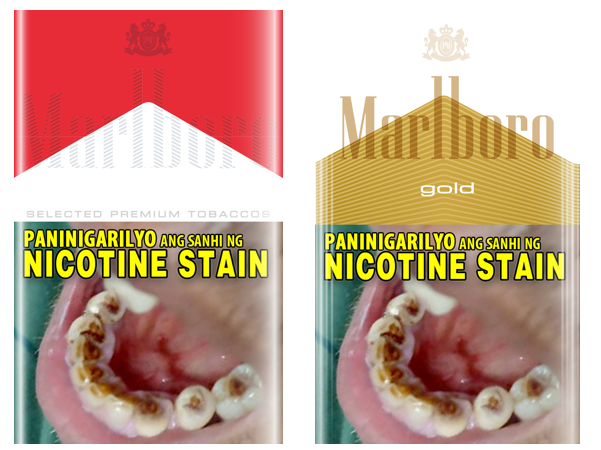 Marlboro
SELECTED PREMIUM TOBACCOS
PANINIGARILYO ANG SANHI NG
NICOTINE STAIN
Marlboro
gold
PANINIGARILYO ANG SANHI NG
NICOTINE STAIN